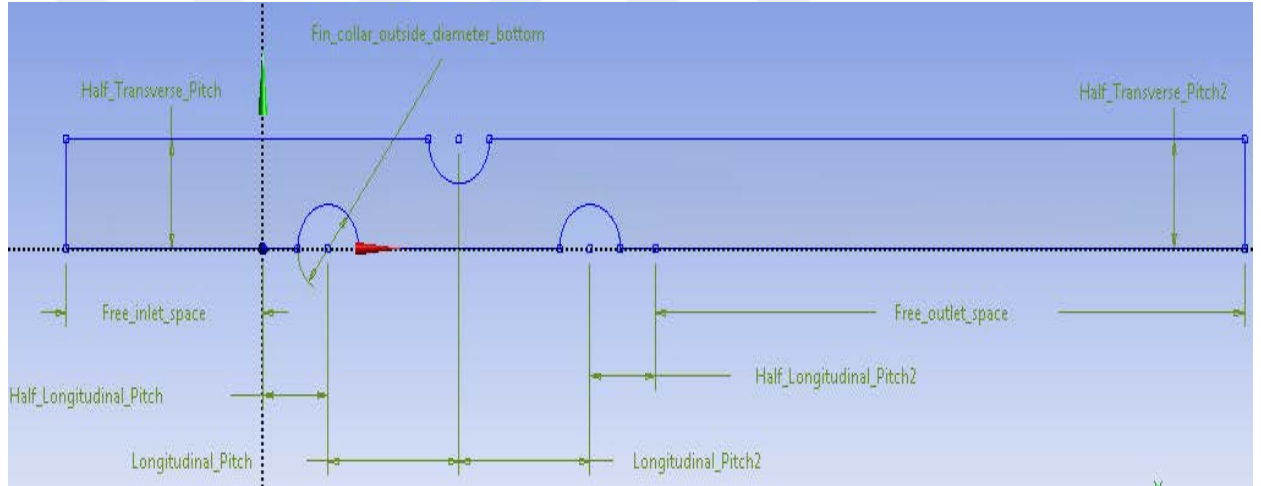 Fin_collar_outside_diameter_bottom
Half_Transverse_Pitch
Half_Transverse_Pitch2
Free_inlet_space
Free_outlet_space
Half_Longitudinal_Pitch2
Half_Longitudinal_Pitch
Longitudinal_Pitch
Longitudinal_Pitch2